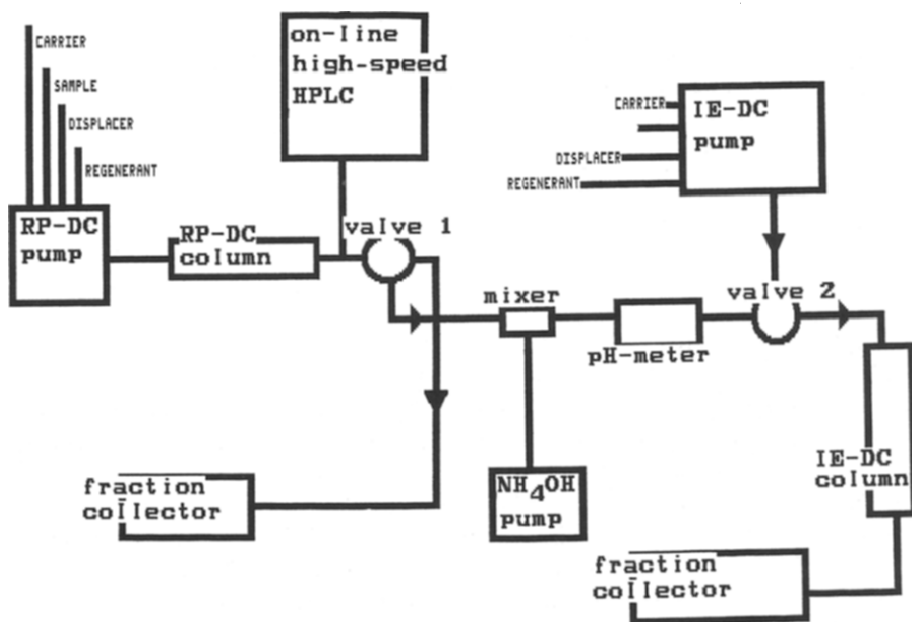 CARRIER
SAMPLE
DISPLACER
REGENERANT
RP-DC
pump
RP-DC
column
on-line
high-speed
HPLC
valve 1
CARRIER
DISPLACER
REGENERANT
IE-DC
pump
mixer
pH-meter
valve 2
NH4OH
pump
IE-DC
column
fraction
collector
fraction
collector